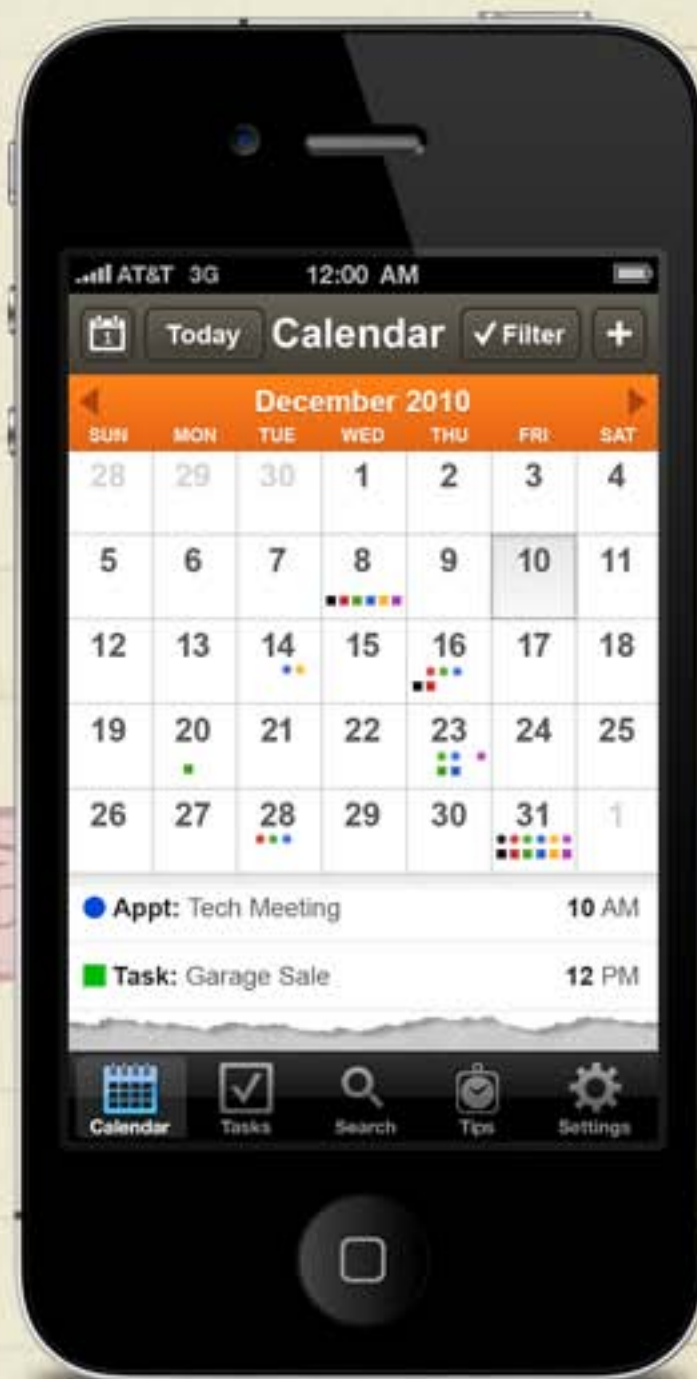 AT&T 3G 12:00 AM
1 Today Calendar Filter +
December 2010
SUN MON TUE WED THU FRI SAT
28 29 30 1 2 3 4
5 6 7 8 9 10 11
12 13 14 15 16 17 18
19 20 21 22 23 24 25
26 27 28 29 30 31 1
Appt: Tech Meeting 10 AM
Task: Garage Sale 12 PM
Calendar Tasks Search Tips Settings